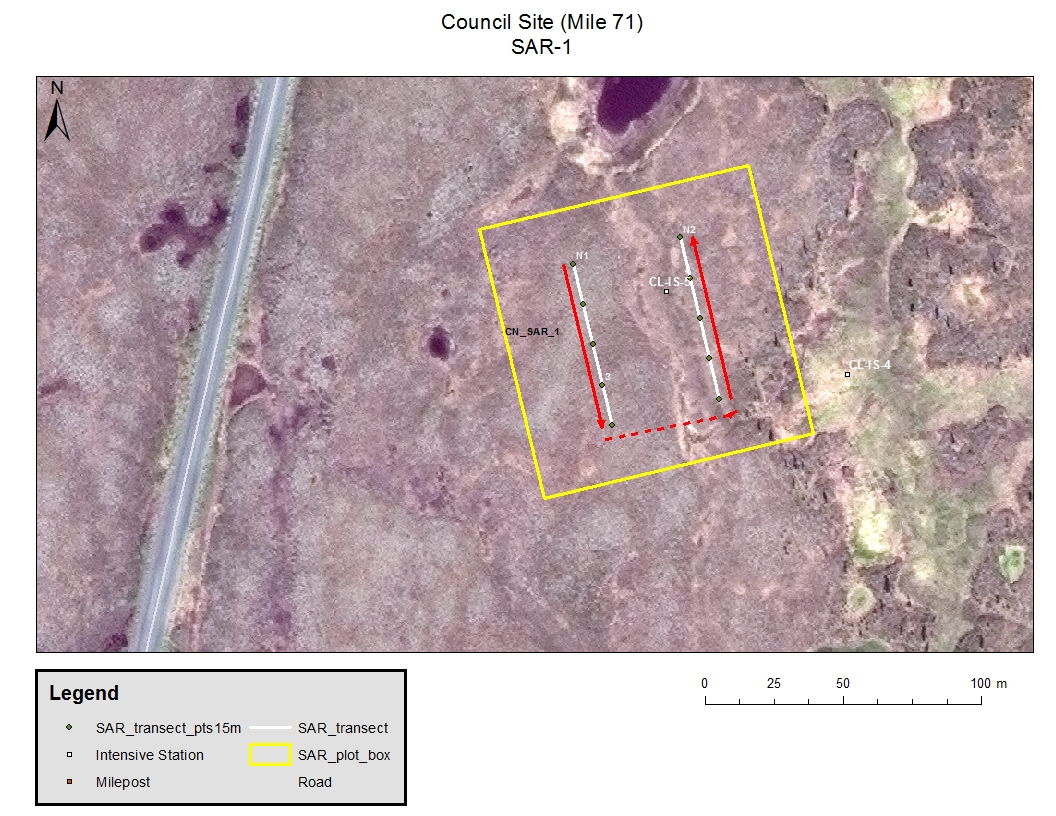 Council Site (Mile 71)
SAR-1
N
N2
N1
CL-IS-5
CN_SAR_1
CL-IS-4
L3
Legend
SAR_transect_pts15m
SAR_transect
Intensive Station
SAR_plot_box
Milepost
Road
0 25 50 100 m